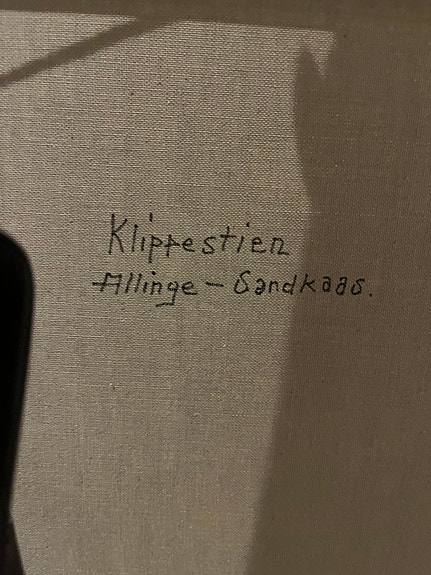 Klippestien
Allinge - Sandkaas.